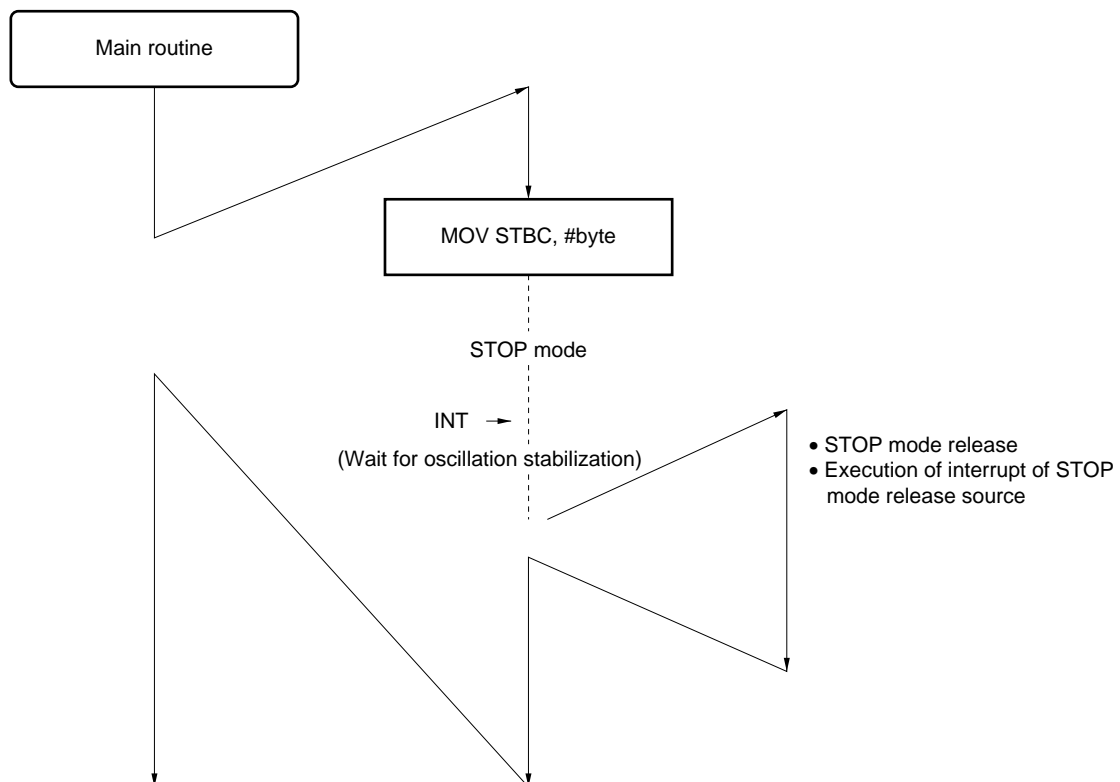 Main routine
MOV STBC, #byte
STOP mode
INT
(Wait for oscillation stabilization)
• STOP mode release
• Execution of interrupt of STOP
mode release source